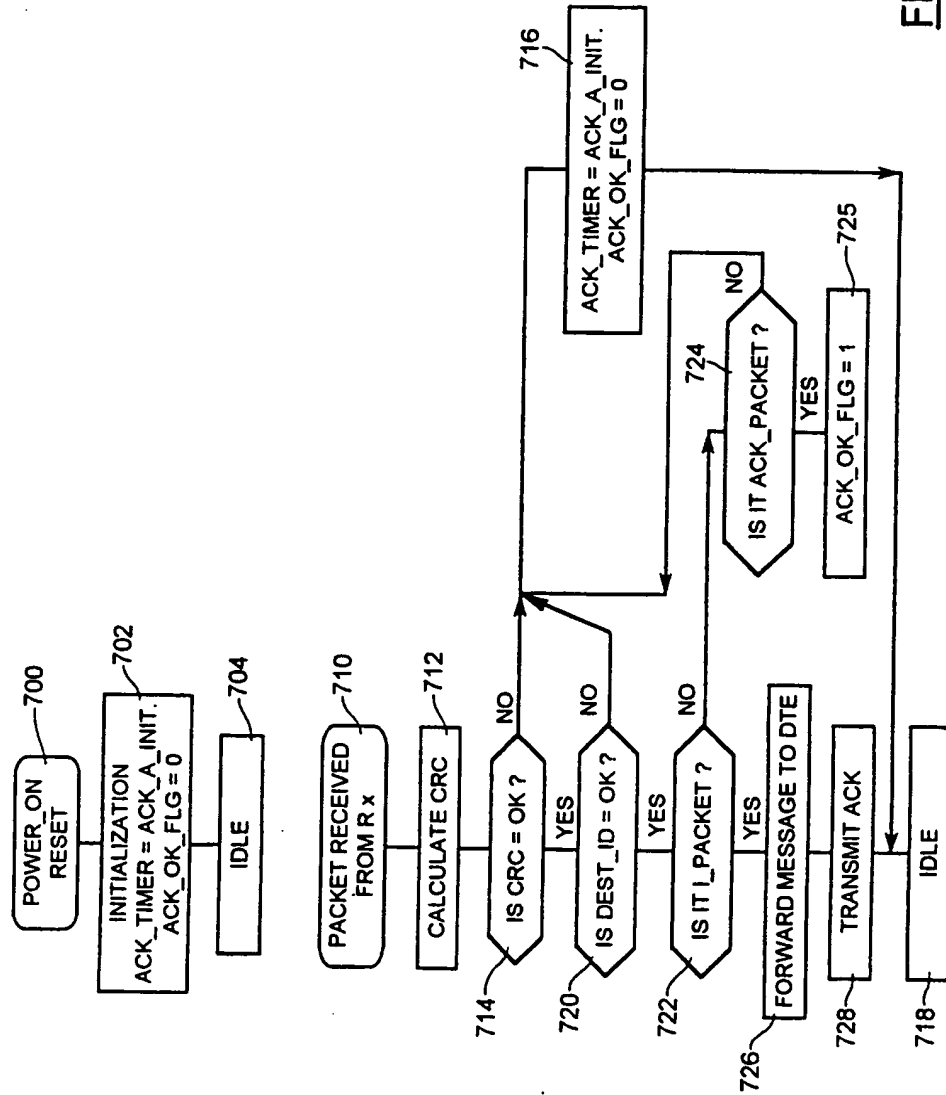 700
POWER_ON
RESET
702
INITIALIZATION
ACK_TIMER = ACK_A_INIT.
ACK_OK_FLG = 0
704
IDLE
710
PACKET RECEIVED
FROM R x
712
CALCULATE CRC
714
IS CRC = OK ?
NO
YES
716
ACK_TIMER = ACK_A_INIT.
ACK_OK_FLG = 0
720
IS DEST_ID = OK ?
NO
YES
722
IS IT I_PACKET ?
NO
YES
724
IS IT ACK_PACKET ?
NO
YES
725
ACK_OK_FLG = 1
726
FORWARD MESSAGE TO DTE
728
TRANSMIT ACK
718
IDLE